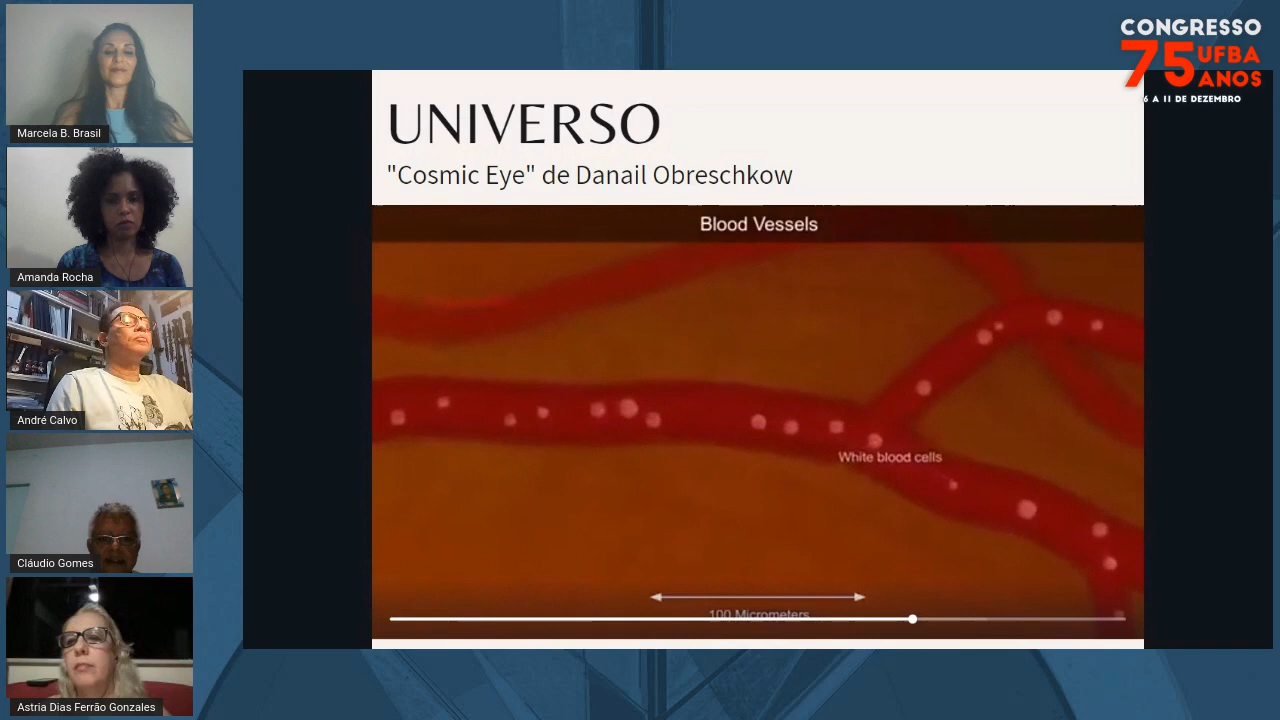 Marcela B. Brasil
Amanda Rocha
André Calvo
Cláudio Gomes
Astria Dias Ferrão Gonzales
UNIVERSO
"Cosmic Eye" de Danail Obreschkow
Blood Vessels
White blood cells
100 Micrometers
CONGRESSO
75 UFBA
ANOS
6 A 11 DE DEZEMBRO